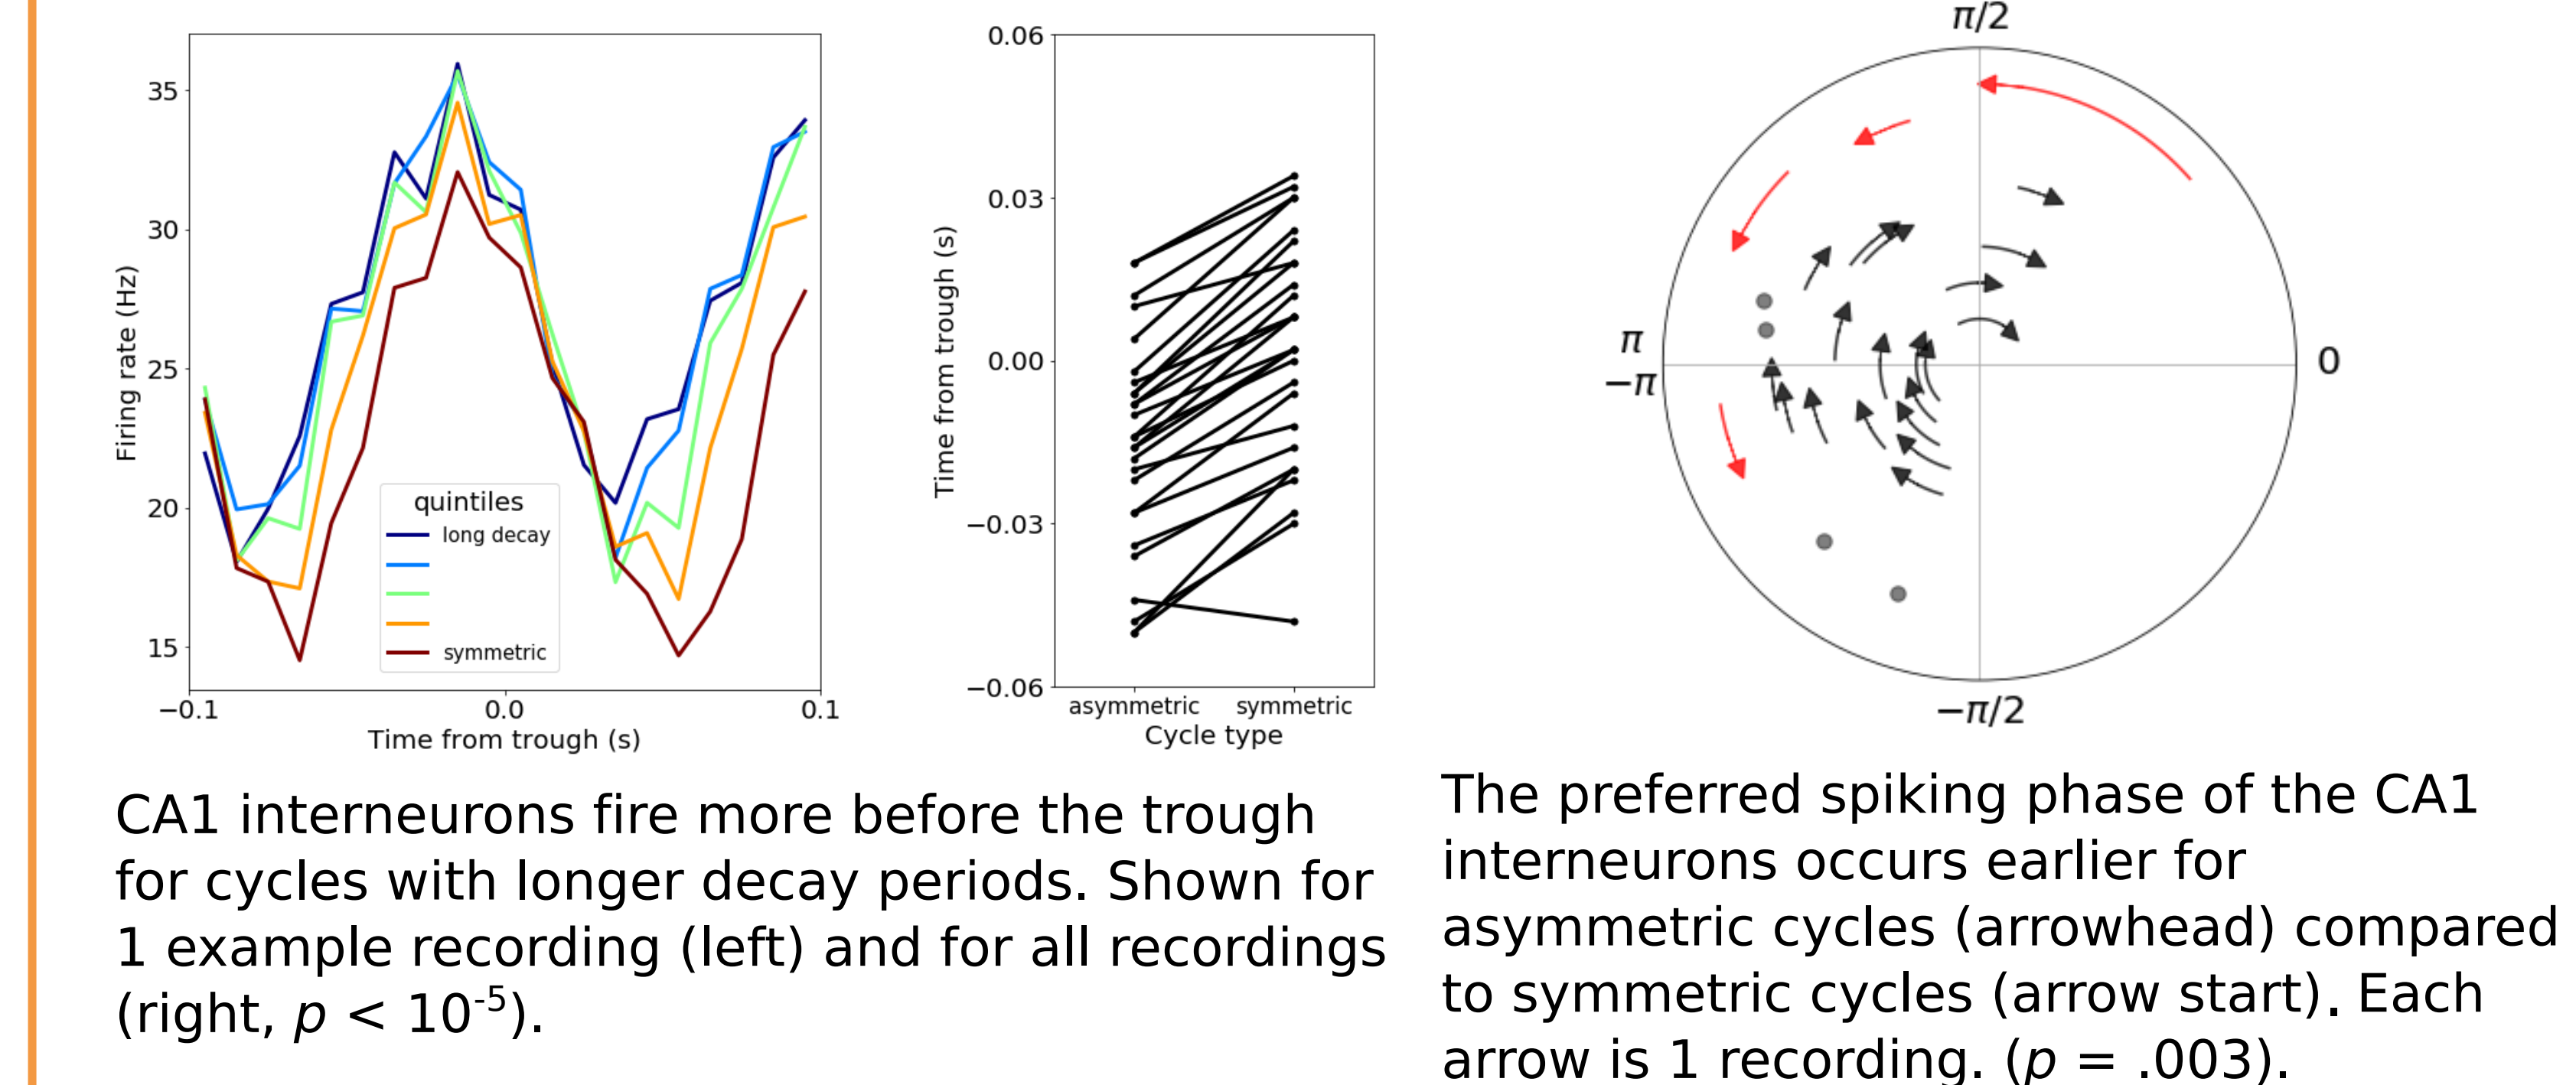 35
30
25
20
15
Firing rate (Hz)
quintiles
long decay
symmetric
−0.1
0.0
0.1
Time from trough (s)
0.06
0.03
0.00
−0.03
−0.06
Time from trough (s)
asymmetric symmetric
Cycle type
π/2
π
−π
0
−π/2
CA1 interneurons fire more before the trough
for cycles with longer decay periods. Shown for
1 example recording (left) and for all recordings
(right, p < 10⁻⁵).
The preferred spiking phase of the CA1
interneurons occurs earlier for
asymmetric cycles (arrowhead) compared
to symmetric cycles (arrow start). Each
arrow is 1 recording. (p = .003).